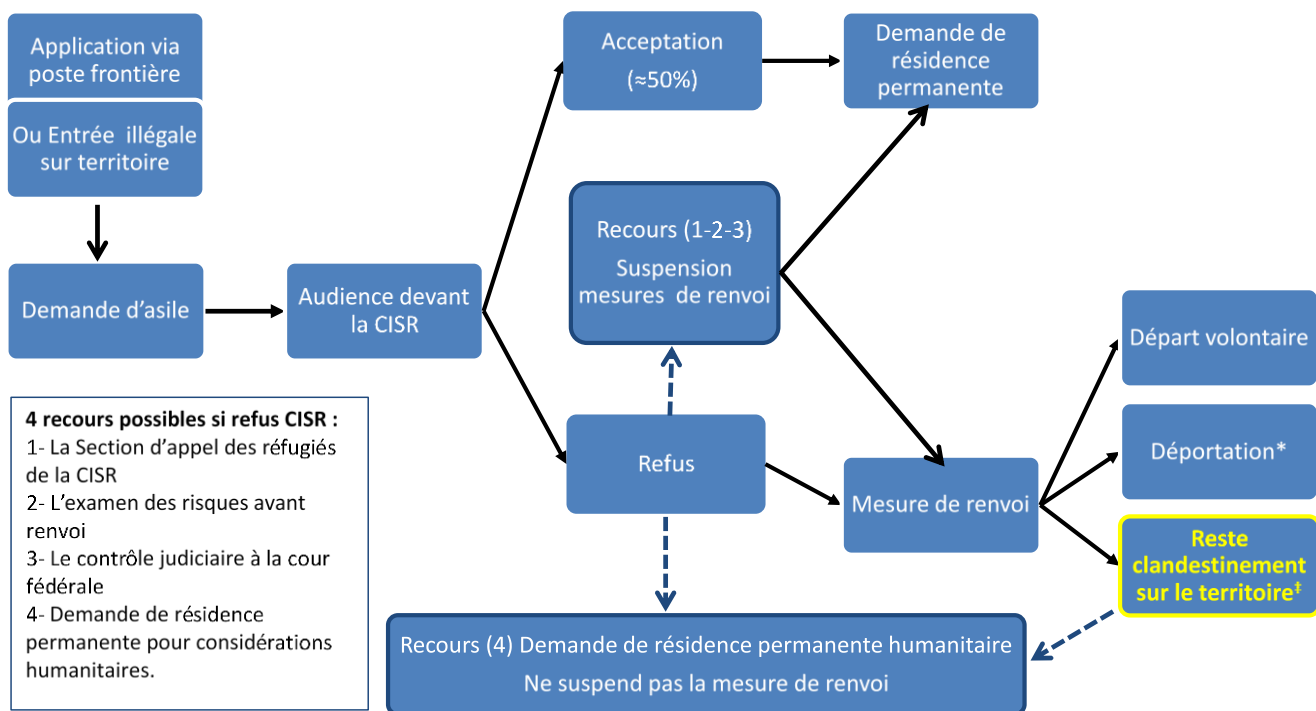 Application via
poste frontière
Ou Entrée illégale
sur territoire
Demande d'asile
Audience devant
la CISR
Acceptation
(≈50%)
Demande de
résidence
permanente
Recours (1-2-3)
Suspension
mesures de renvoi
Refus
Mesure de renvoi
Départ volontaire
Déportation*
Reste
clandestinement
sur le territoire‡
Recours (4) Demande de résidence permanente humanitaire
Ne suspend pas la mesure de renvoi
4 recours possibles si refus CISR :
1- La Section d'appel des réfugiés
de la CISR
2- L'examen des risques avant
renvoi
3- Le contrôle judiciaire à la cour
fédérale
4- Demande de résidence
permanente pour considérations
humanitaires.